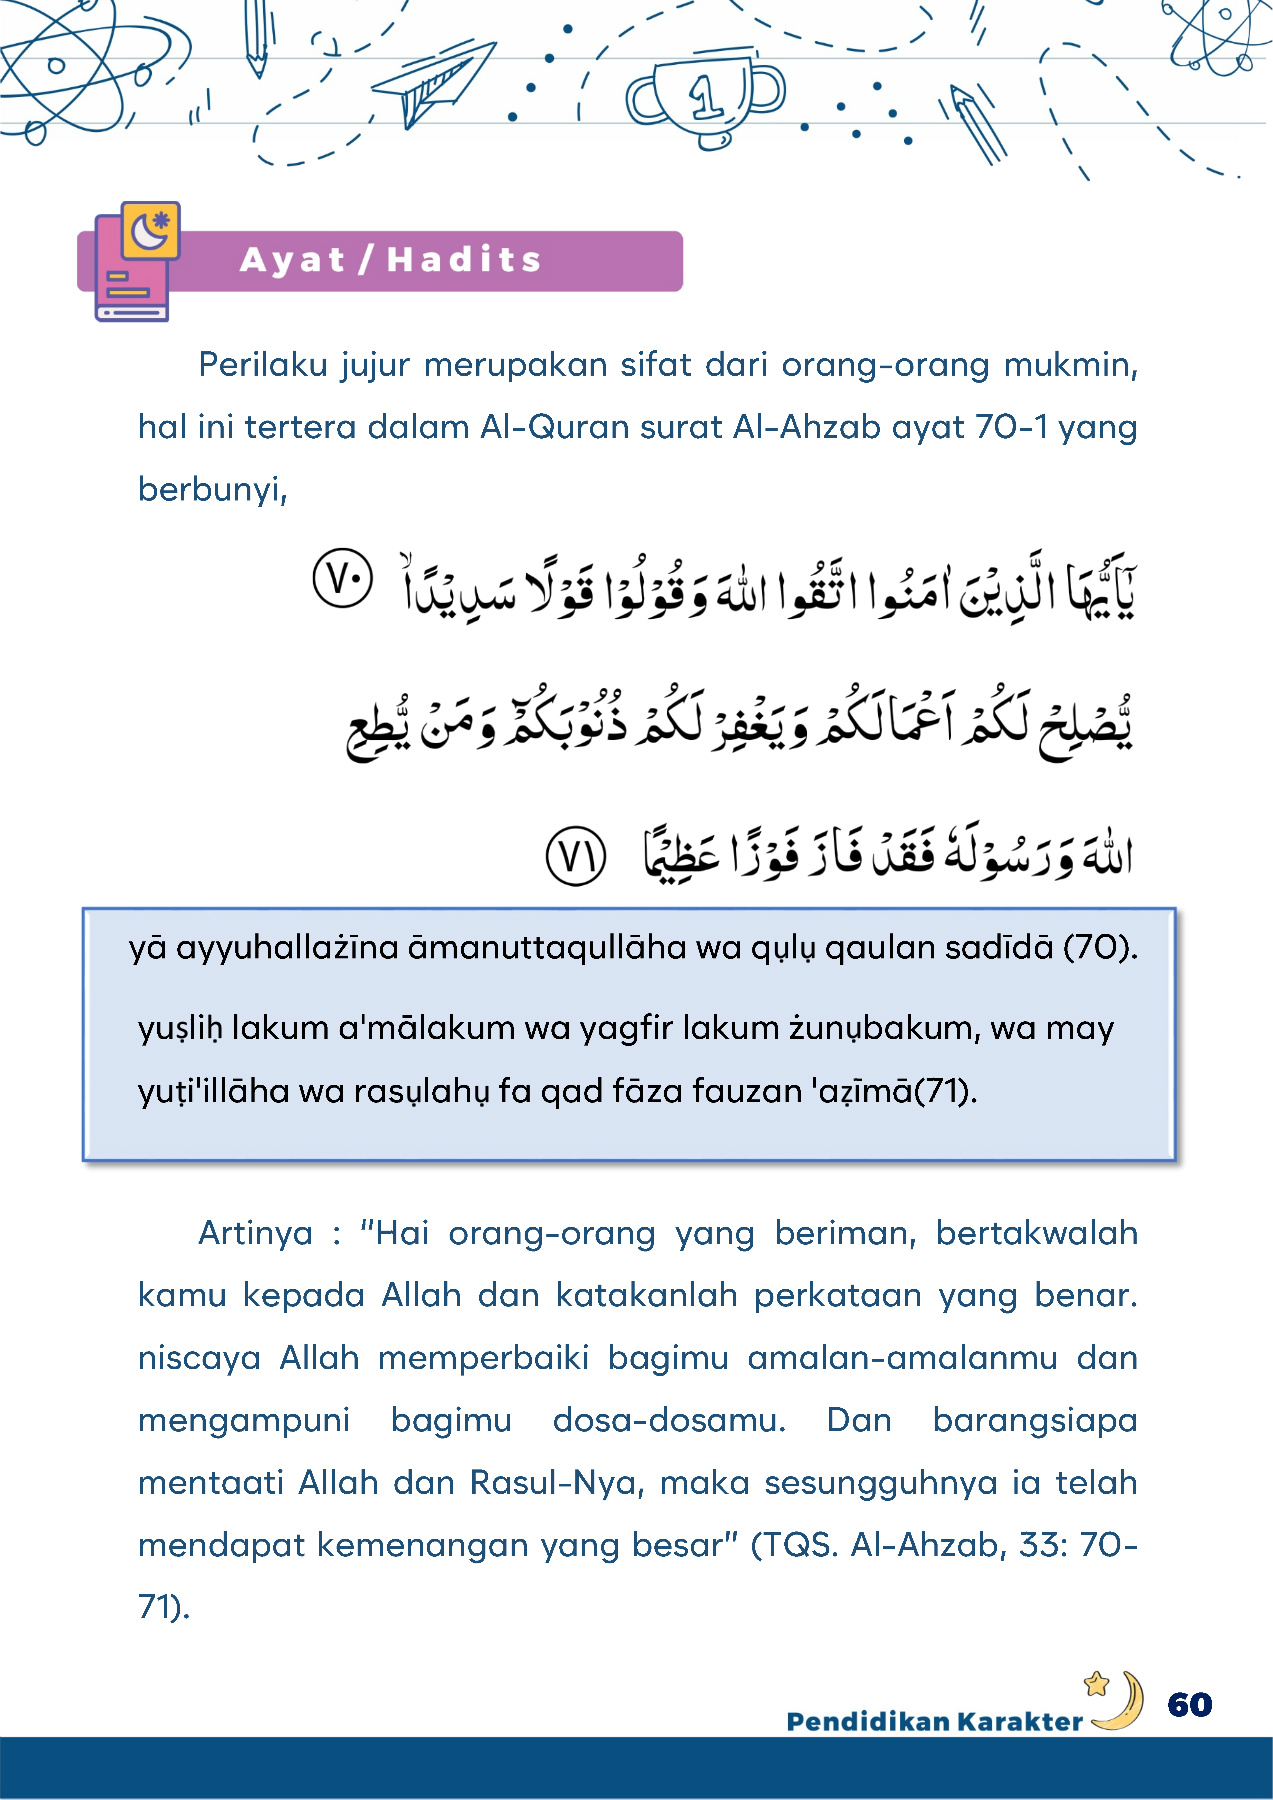 1
Ayat / Hadits
Perilaku jujur merupakan sifat dari orang-orang mukmin,
hal ini tertera dalam Al-Quran surat Al-Ahzab ayat 70-1 yang
berbunyi,
يٰٓاَيُّهَا الَّذِيْنَ اٰمَنُوا اتَّقُوا اللّٰهَ وَقُوْلُوْا قَوْلًا سَدِيْدًاۙ ٧٠
يُّصْلِحْ لَكُمْ اَعْمَالَكُمْ وَيَغْفِرْ لَكُمْ ذُنُوْبَكُمْۗ وَمَنْ يُّطِعِ
اللّٰهَ وَرَسُوْلَهٗ فَقَدْ فَازَ فَوْزًا عَظِيْمًا ٧١
yā ayyuhallażīna āmanuttaqullāha wa qụlụ qaulan sadīdā (70).
yuṣliḥ lakum a'mālakum wa yagfir lakum żunụbakum, wa may
yuṭi'illāha wa rasụlahụ fa qad fāza fauzan 'aẓīmā(71).
Artinya : "Hai orang-orang yang beriman, bertakwalah
kamu kepada Allah dan katakanlah perkataan yang benar.
niscaya Allah memperbaiki bagimu amalan-amalanmu dan
mengampuni bagimu dosa-dosamu. Dan barangsiapa
mentaati Allah dan Rasul-Nya, maka sesungguhnya ia telah
mendapat kemenangan yang besar" (TQS. Al-Ahzab, 33: 70-
71).
Pendidikan Karakter 60